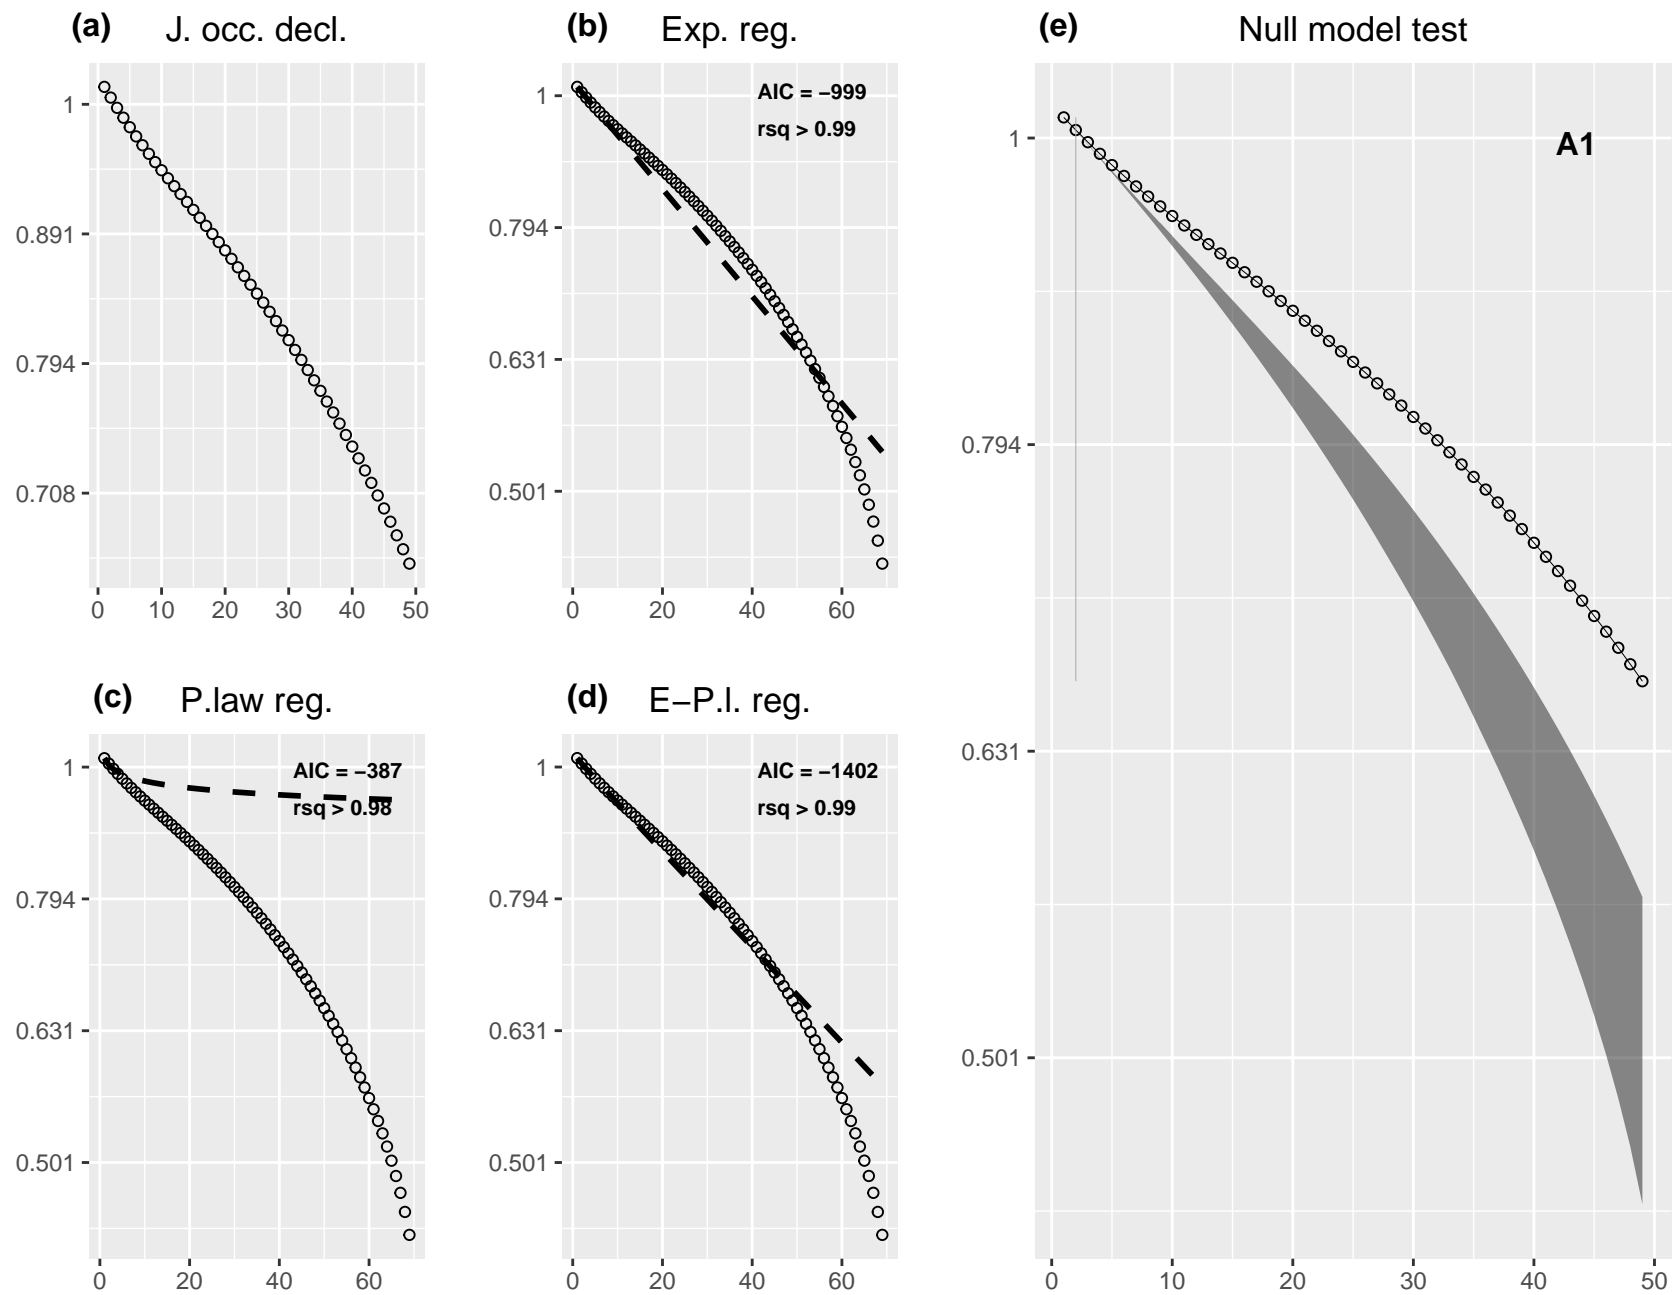 (a) J. occ. decl.
1
0.891
0.794
0.708
0 10 20 30 40 50
(b) Exp. reg.
AIC = −999
rsq > 0.99
1
0.794
0.631
0.501
0 20 40 60
(c) P.law reg.
AIC = −387
rsq > 0.98
1
0.794
0.631
0.501
0 20 40 60
(d) E−P.l. reg.
AIC = −1402
rsq > 0.99
1
0.794
0.631
0.501
0 20 40 60
(e) Null model test
A1
1
0.794
0.631
0.501
0 10 20 30 40 50